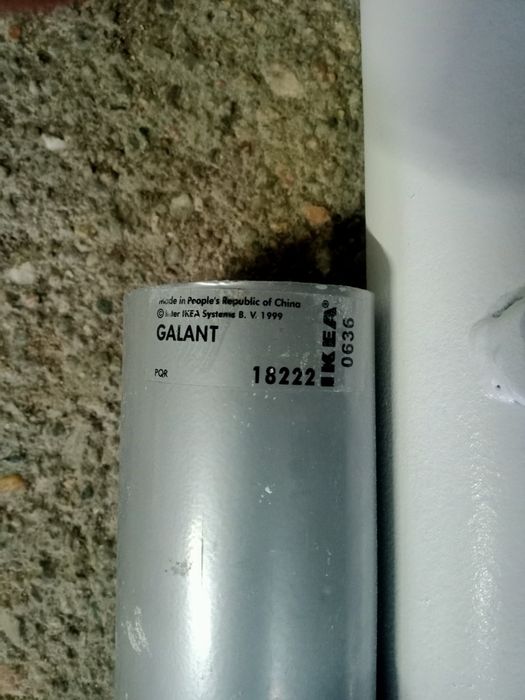 Made in People's Republic of China
© Inter IKEA Systems B. V. 1999
GALANT
PQR
18222
IKEA®
0636